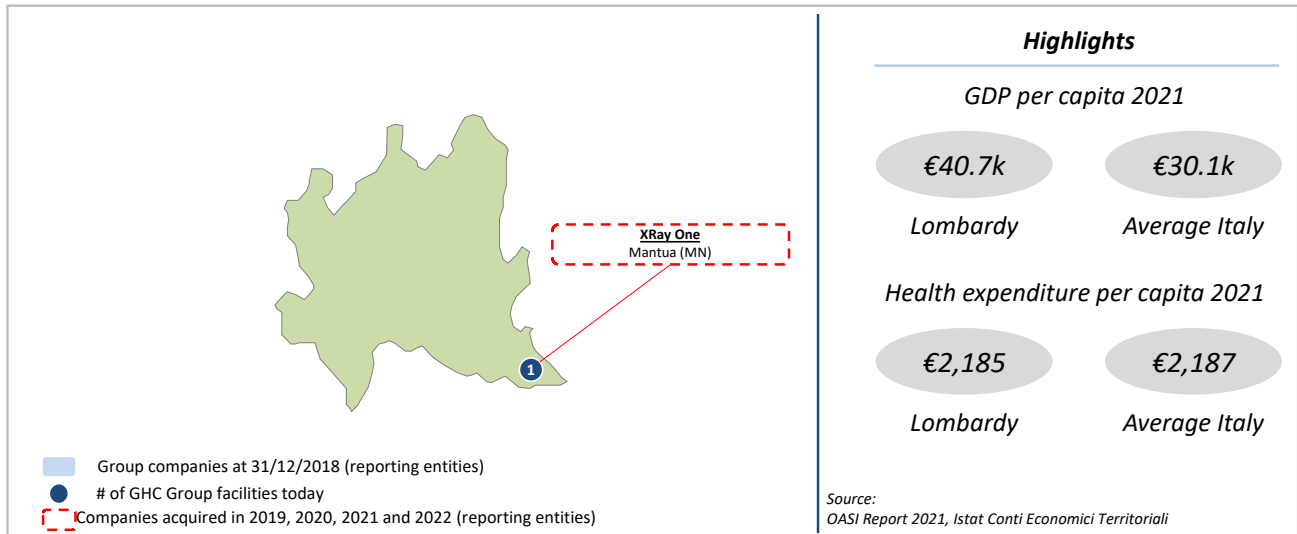 XRay One
Mantua (MN)
1
Group companies at 31/12/2018 (reporting entities)
# of GHC Group facilities today
Companies acquired in 2019, 2020, 2021 and 2022 (reporting entities)
Highlights
GDP per capita 2021
€40.7k €30.1k
Lombardy Average Italy
Health expenditure per capita 2021
€2,185 €2,187
Lombardy Average Italy
Source:
OASI Report 2021, Istat Conti Economici Territoriali